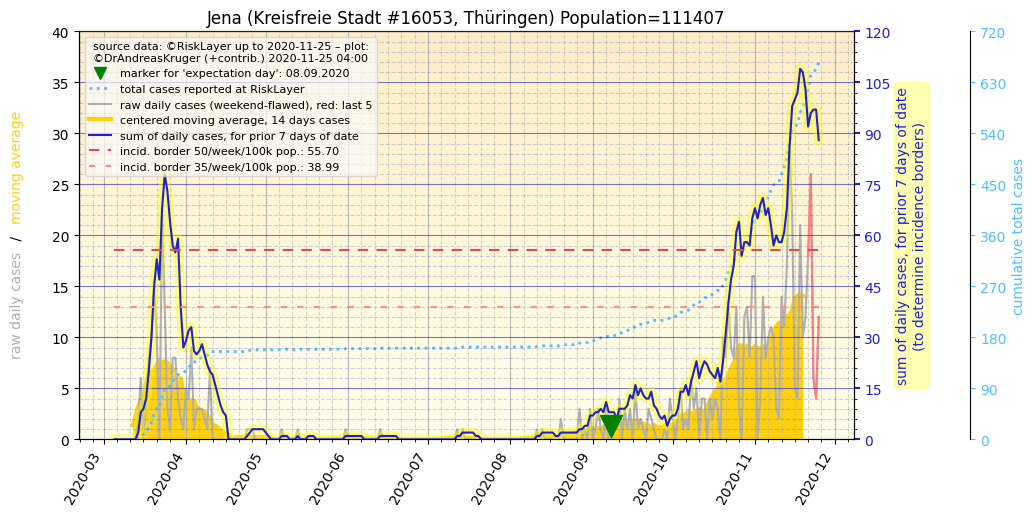 Jena (Kreisfreie Stadt #16053, Thüringen) Population=111407
source data: ©RiskLayer up to 2020-11-25 – plot:
©DrAndreasKruger (+contrib.) 2020-11-25 04:00
marker for 'expectation day': 08.09.2020
total cases reported at RiskLayer
raw daily cases (weekend-flawed), red: last 5
centered moving average, 14 days cases
sum of daily cases, for prior 7 days of date
incid. border 50/week/100k pop.: 55.70
incid. border 35/week/100k pop.: 38.99
raw daily cases / moving average
40
35
30
25
20
15
10
5
0
120
105
90
75
60
45
30
15
0
sum of daily cases, for prior 7 days of date
(to determine incidence borders)
720
630
540
450
360
270
180
90
0
cumulative total cases
2020-03
2020-04
2020-05
2020-06
2020-07
2020-08
2020-09
2020-10
2020-11
2020-12